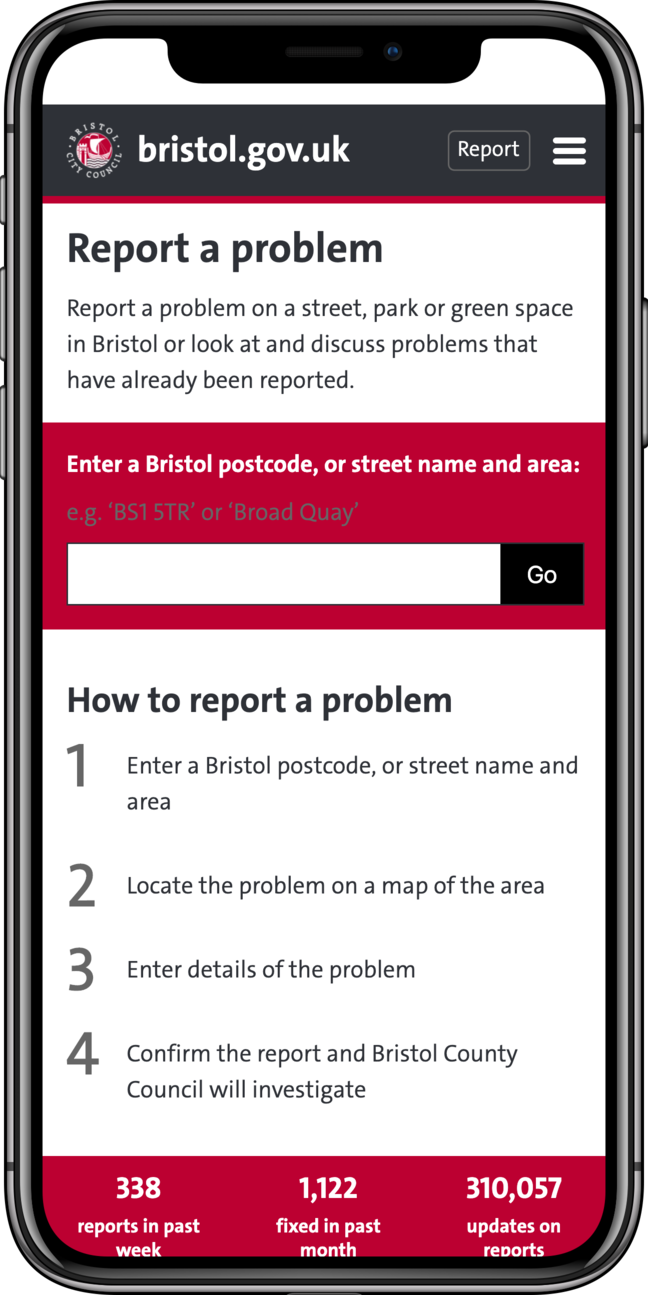 BRISTOL
CITY COUNCIL
bristol.gov.uk
Report
Report a problem
Report a problem on a street, park or green space
in Bristol or look at and discuss problems that
have already been reported.
Enter a Bristol postcode, or street name and area:
e.g. ‘BS1 5TR’ or ‘Broad Quay’
Go
How to report a problem
1 Enter a Bristol postcode, or street name and
area
2 Locate the problem on a map of the area
3 Enter details of the problem
4 Confirm the report and Bristol County
Council will investigate
338 1,122 310,057
reports in past fixed in past updates on
week month reports